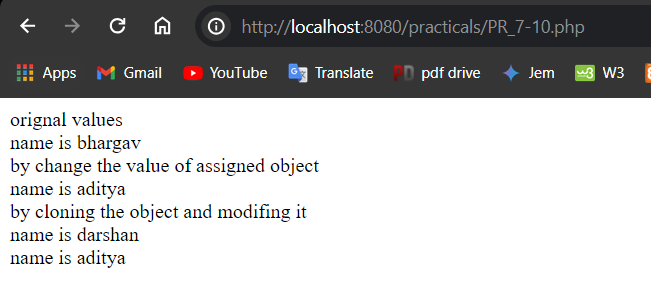 http://localhost:8080/practicals/PR_7-10.php
Apps Gmail YouTube Translate pdf drive Jem W3
orignal values
name is bhargav
by change the value of assigned object
name is aditya
by cloning the object and modifing it
name is darshan
name is aditya